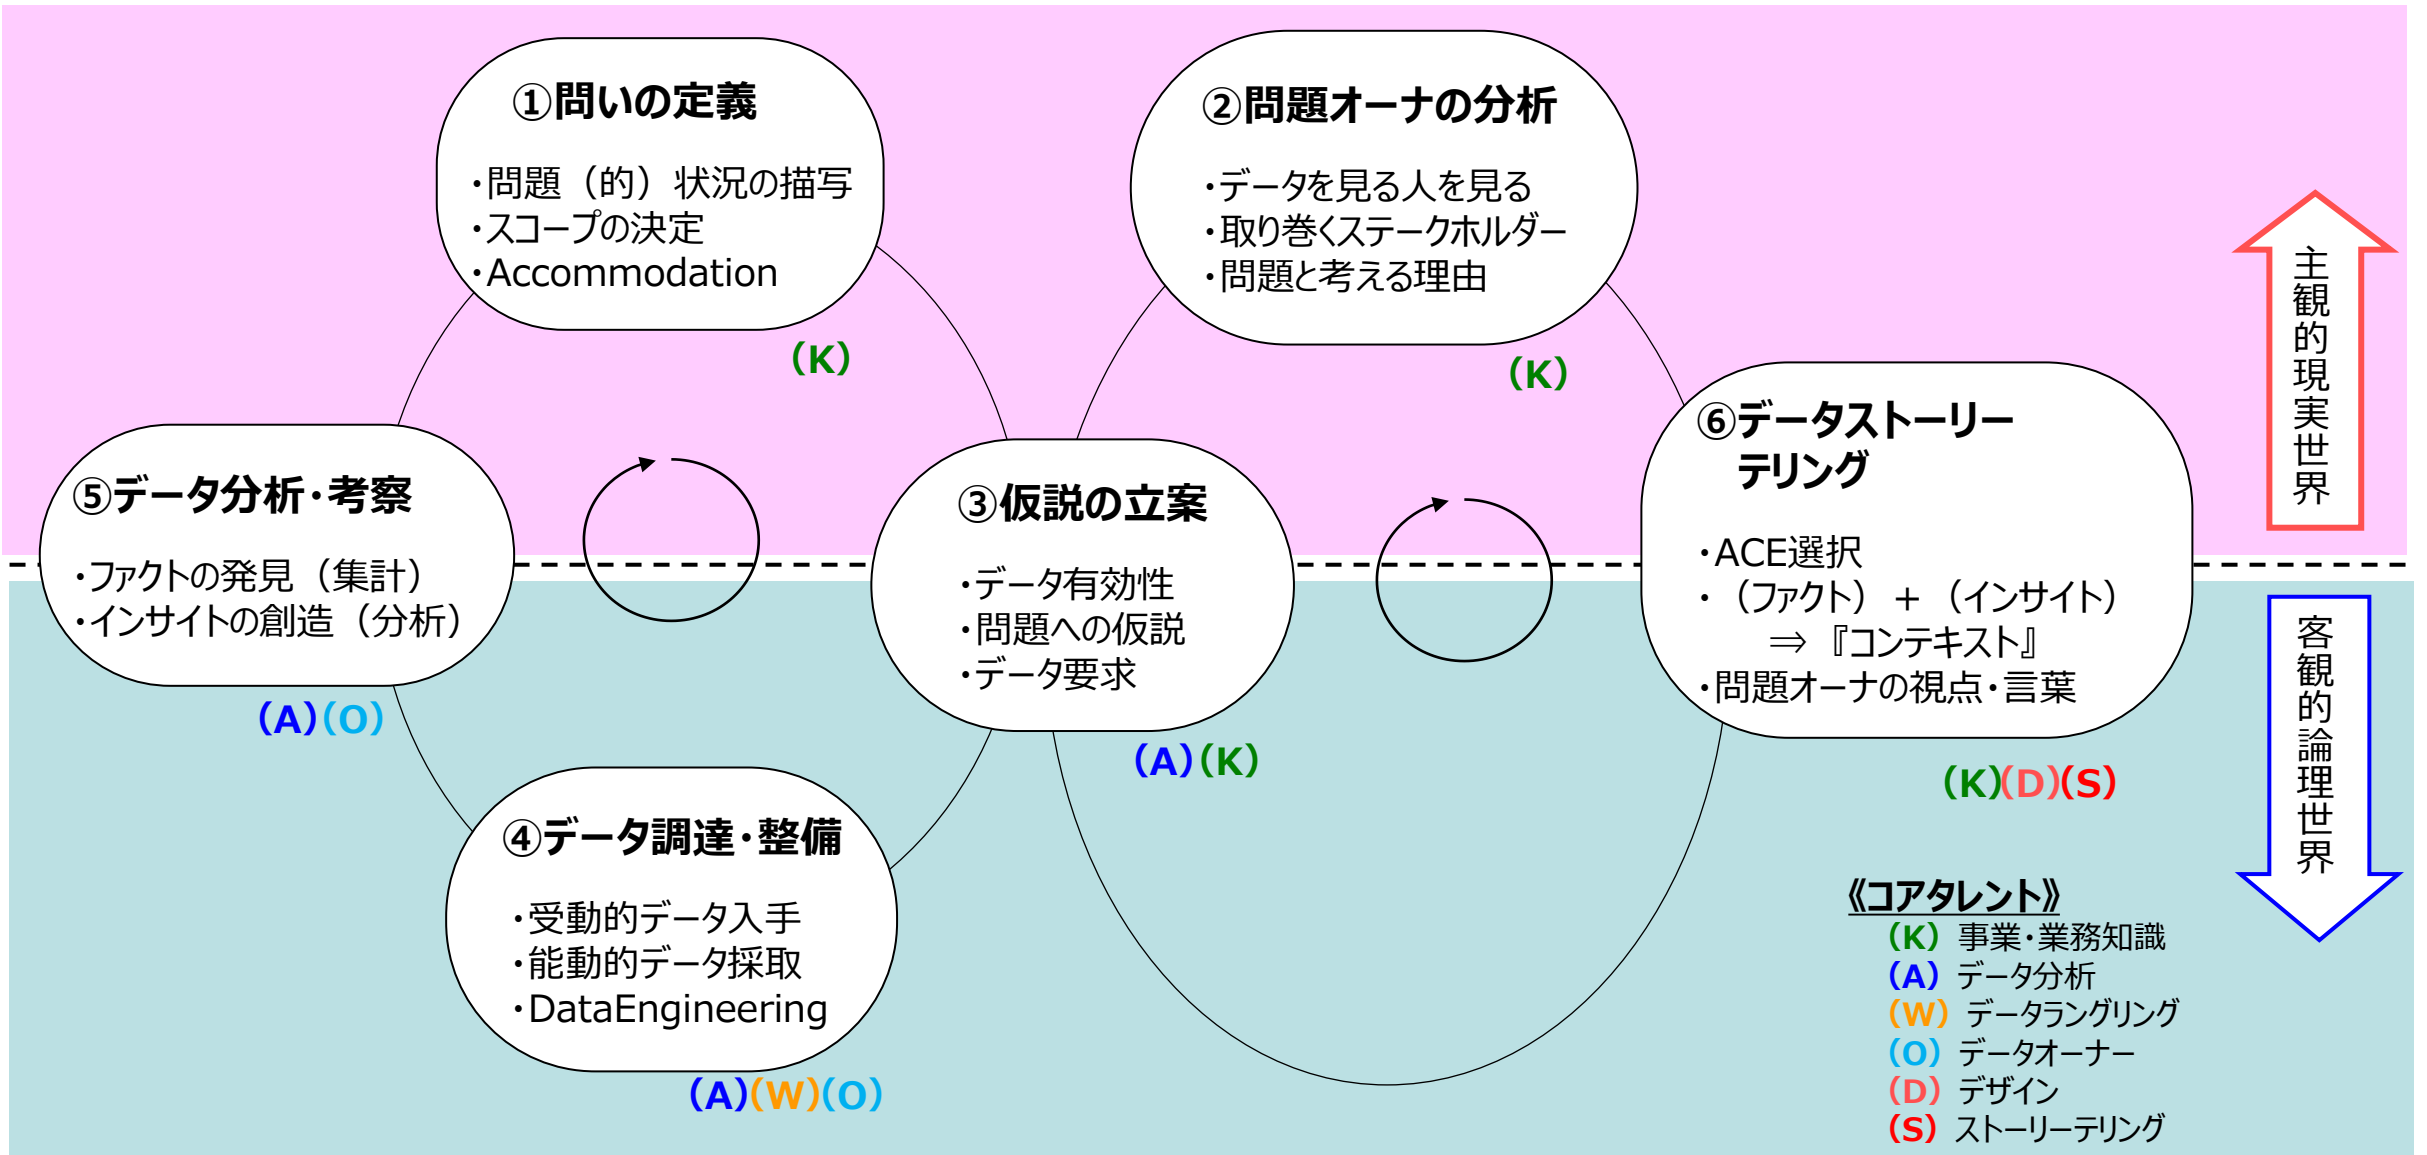 ①問いの定義
・問題（的）状況の描写
・スコープの決定
・Accommodation
（K）
②問題オーナの分析
・データを見る人を見る
・取り巻くステークホルダー
・問題と考える理由
（K）
主観的現実世界
⑤データ分析・考察
・ファクトの発見（集計）
・インサイトの創造（分析）
（A）（O）
③仮説の立案
・データ有効性
・問題への仮説
・データ要求
（A）（K）
⑥データストーリー
テリング
・ACE選択
・（ファクト）+（インサイト）
⇒『コンテキスト』
・問題オーナの視点・言葉
（K）（D）（S）
客観的論理世界
④データ調達・整備
・受動的データ入手
・能動的データ採取
・DataEngineering
（A）（W）（O）
《コアタレント》
（K）事業・業務知識
（A）データ分析
（W）データラングリング
（O）データオーナー
（D）デザイン
（S）ストーリーテリング